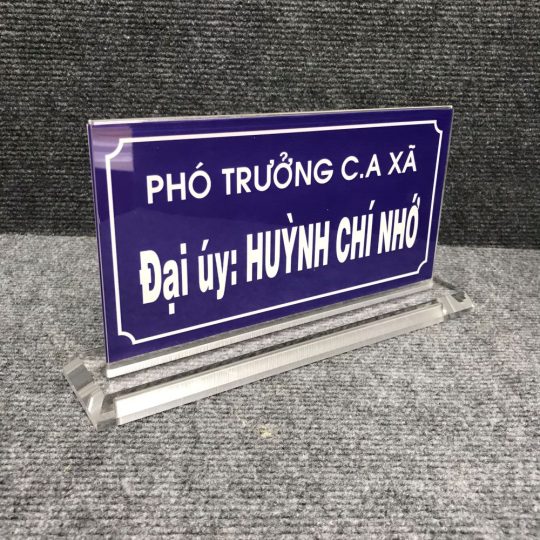 PHÓ TRƯỞNG C.A XÃ
Đại úy: HUỲNH CHÍ NHỚ